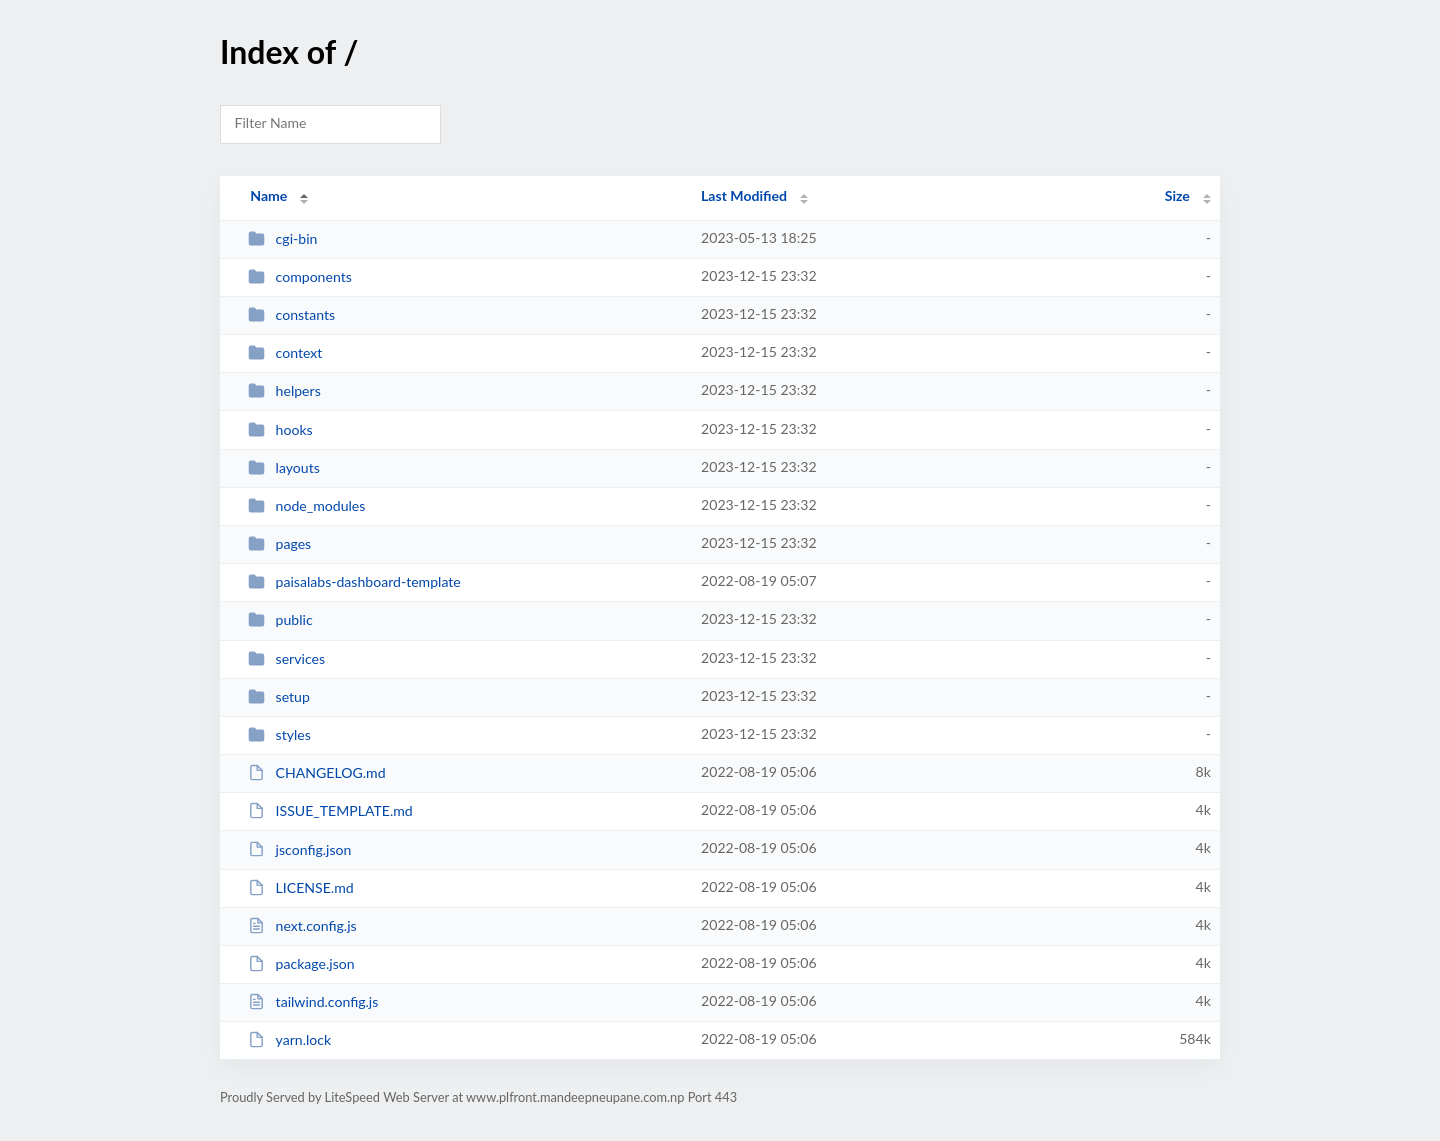 Index of /
Filter Name
Name Last Modified Size
cgi-bin 2023-05-13 18:25 -
components 2023-12-15 23:32 -
constants 2023-12-15 23:32 -
context 2023-12-15 23:32 -
helpers 2023-12-15 23:32 -
hooks 2023-12-15 23:32 -
layouts 2023-12-15 23:32 -
node_modules 2023-12-15 23:32 -
pages 2023-12-15 23:32 -
paisalabs-dashboard-template 2022-08-19 05:07 -
public 2023-12-15 23:32 -
services 2023-12-15 23:32 -
setup 2023-12-15 23:32 -
styles 2023-12-15 23:32 -
CHANGELOG.md 2022-08-19 05:06 8k
ISSUE_TEMPLATE.md 2022-08-19 05:06 4k
jsconfig.json 2022-08-19 05:06 4k
LICENSE.md 2022-08-19 05:06 4k
next.config.js 2022-08-19 05:06 4k
package.json 2022-08-19 05:06 4k
tailwind.config.js 2022-08-19 05:06 4k
yarn.lock 2022-08-19 05:06 584k
Proudly Served by LiteSpeed Web Server at www.plfront.mandeepneupane.com.np Port 443